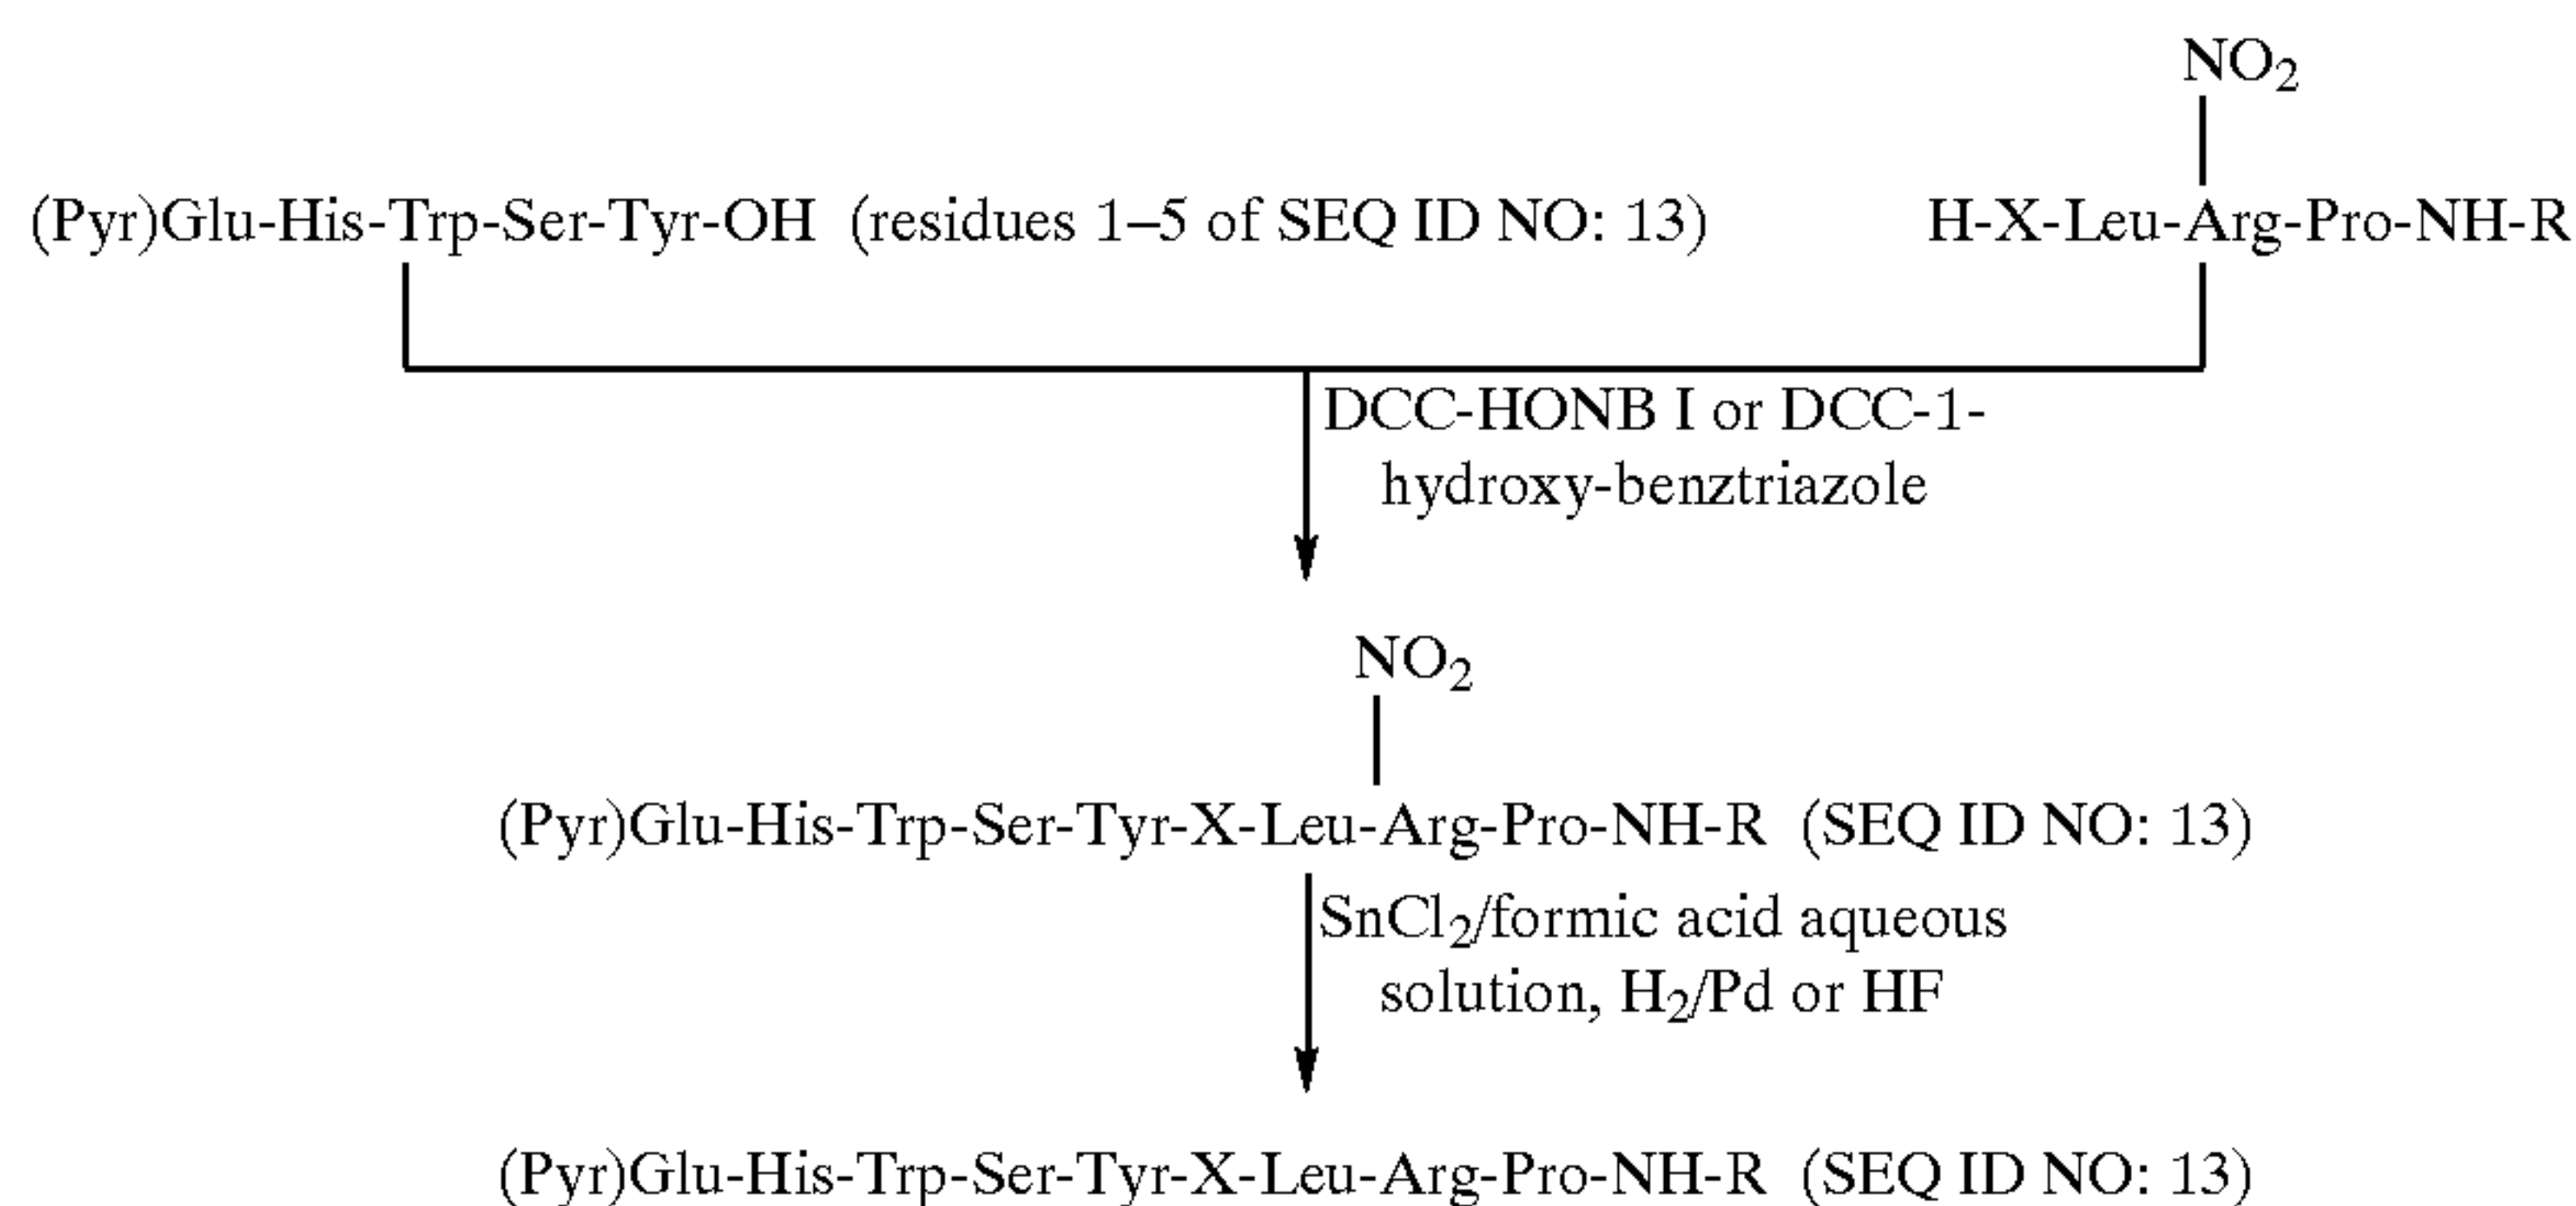 NO2
(Pyr)Glu-His-Trp-Ser-Tyr-OH (residues 1–5 of SEQ ID NO: 13)
H-X-Leu-Arg-Pro-NH-R
DCC-HONB I or DCC-1-
hydroxy-benztriazole
NO2
(Pyr)Glu-His-Trp-Ser-Tyr-X-Leu-Arg-Pro-NH-R (SEQ ID NO: 13)
SnCl2/formic acid aqueous
solution, H2/Pd or HF
(Pyr)Glu-His-Trp-Ser-Tyr-X-Leu-Arg-Pro-NH-R (SEQ ID NO: 13)